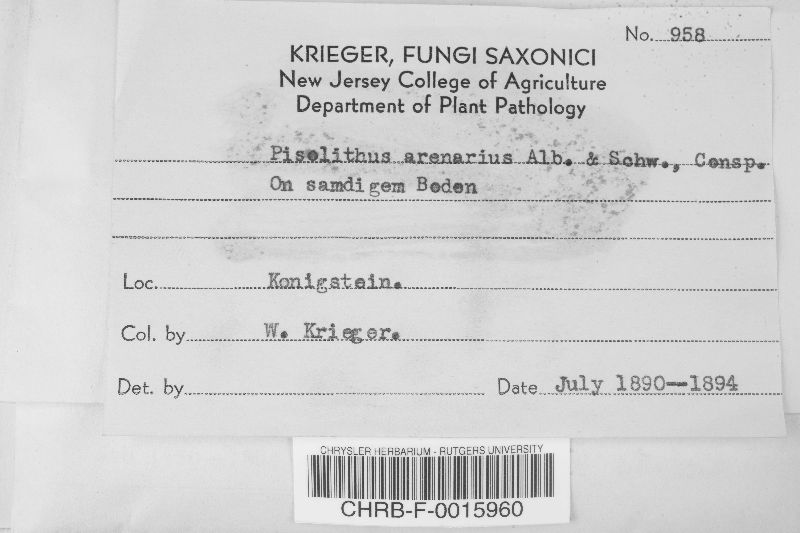 No. 958
KRIEGER, FUNGI SAXONICI
New Jersey College of Agriculture
Department of Plant Pathology
Pisolithus arenarius Alb. & Schw., Consp.
On samdigem Boden
Loc. Konigstein.
Col. by W. Krieger.
Det. by
Date July 1890—1894
CHRYSLER HERBARIUM - RUTGERS UNIVERSITY
CHRB-F-0015960